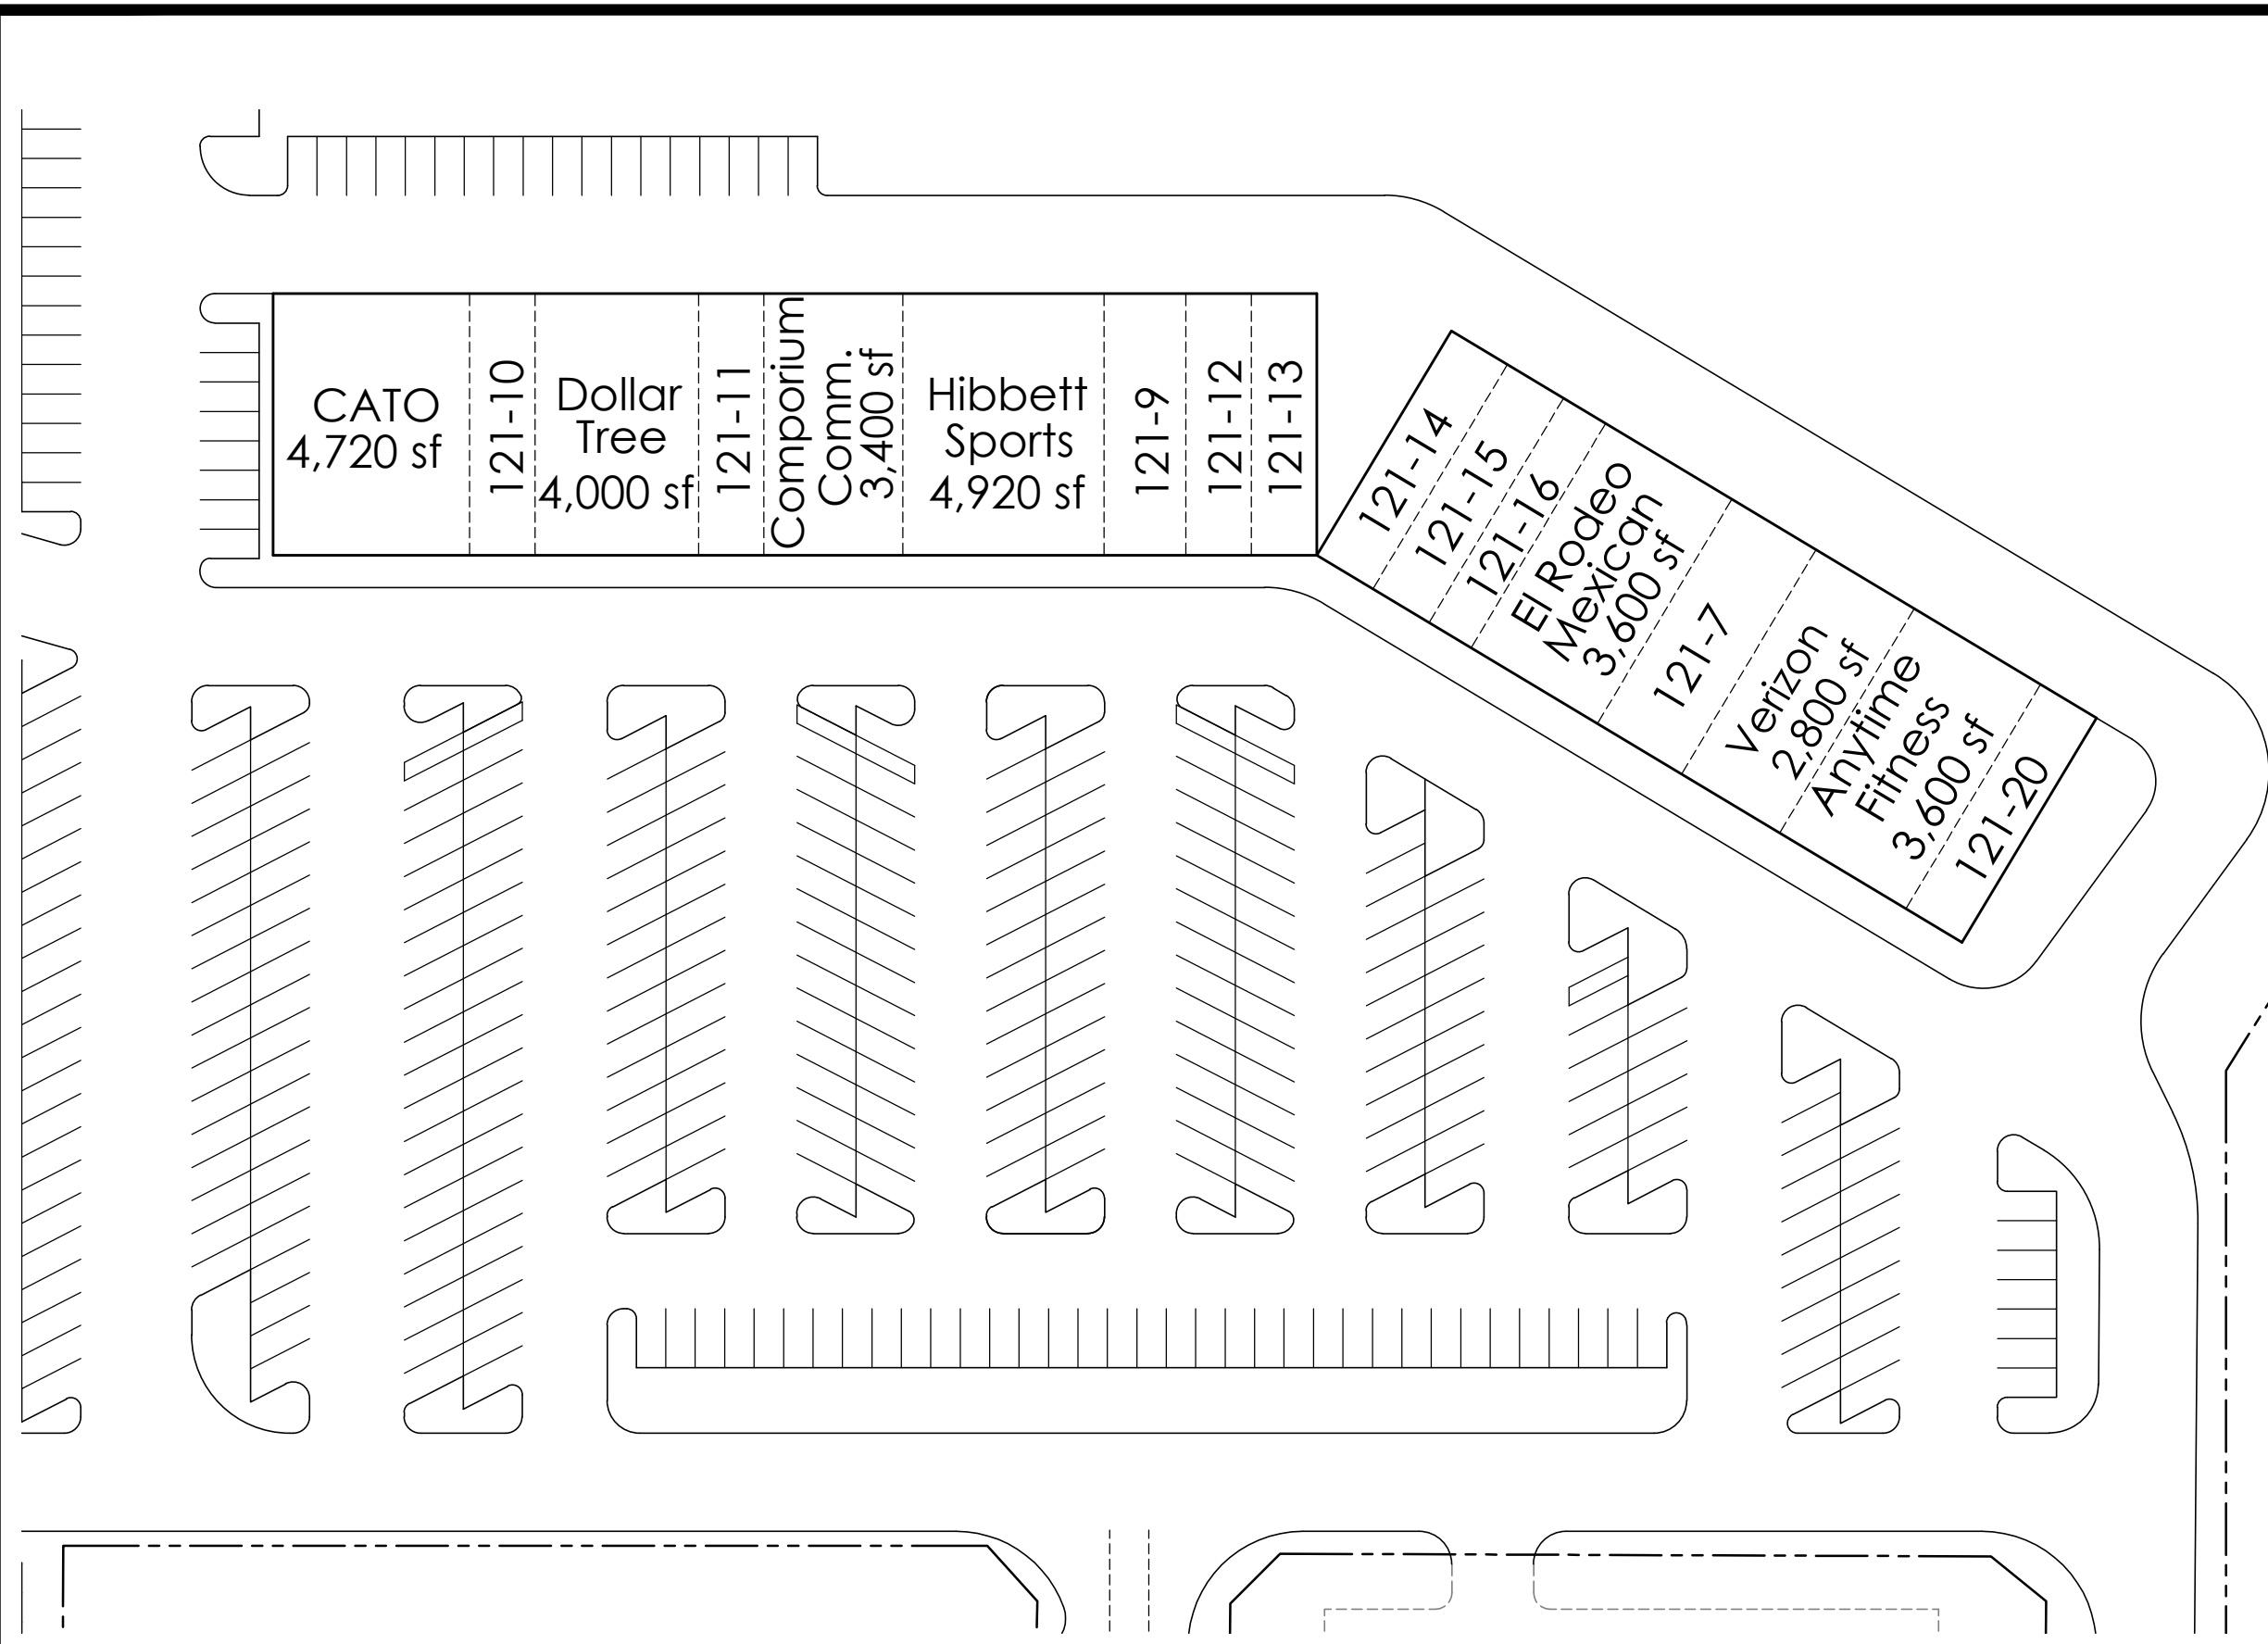 CATO
4,720 sf
121-10
Dollar
Tree
4,000 sf
121-11
Comporium
Comm.
3,400 sf
Hibbett
Sports
4,920 sf
121-9
121-12
121-13
121-14
121-15
121-16
El Rodeo
Mexican
3,600 sf
121-7
Verizon
2,800 sf
Anytime
Fitness
3,600 sf
121-20